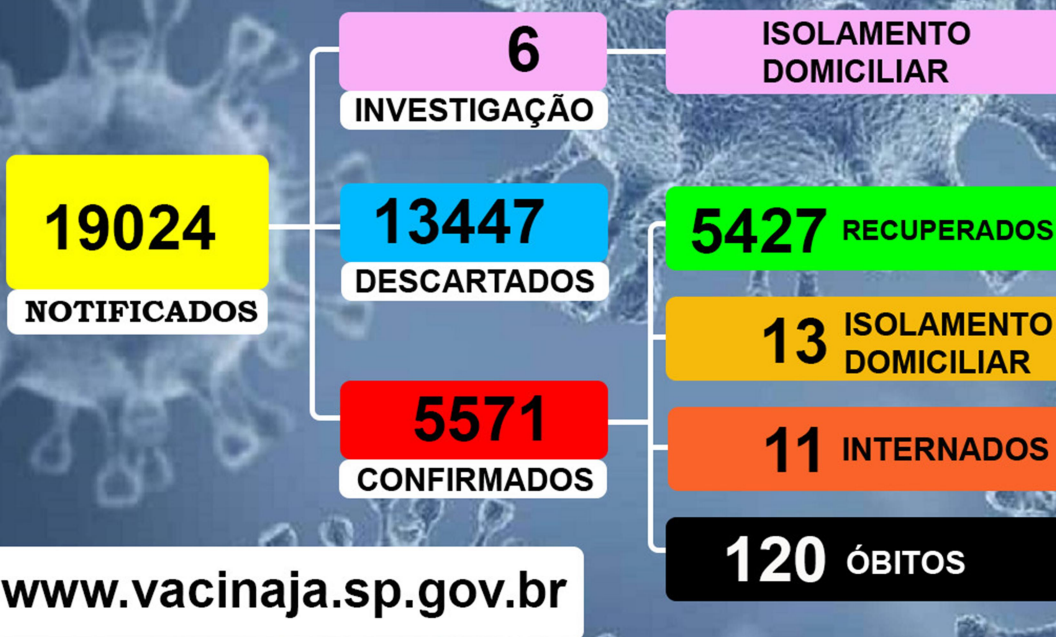 19024
NOTIFICADOS
6
INVESTIGAÇÃO
ISOLAMENTO
DOMICILIAR
13447
DESCARTADOS
5571
CONFIRMADOS
5427 RECUPERADOS
13 ISOLAMENTO
DOMICILIAR
11 INTERNADOS
120 ÓBITOS
www.vacinaja.sp.gov.br